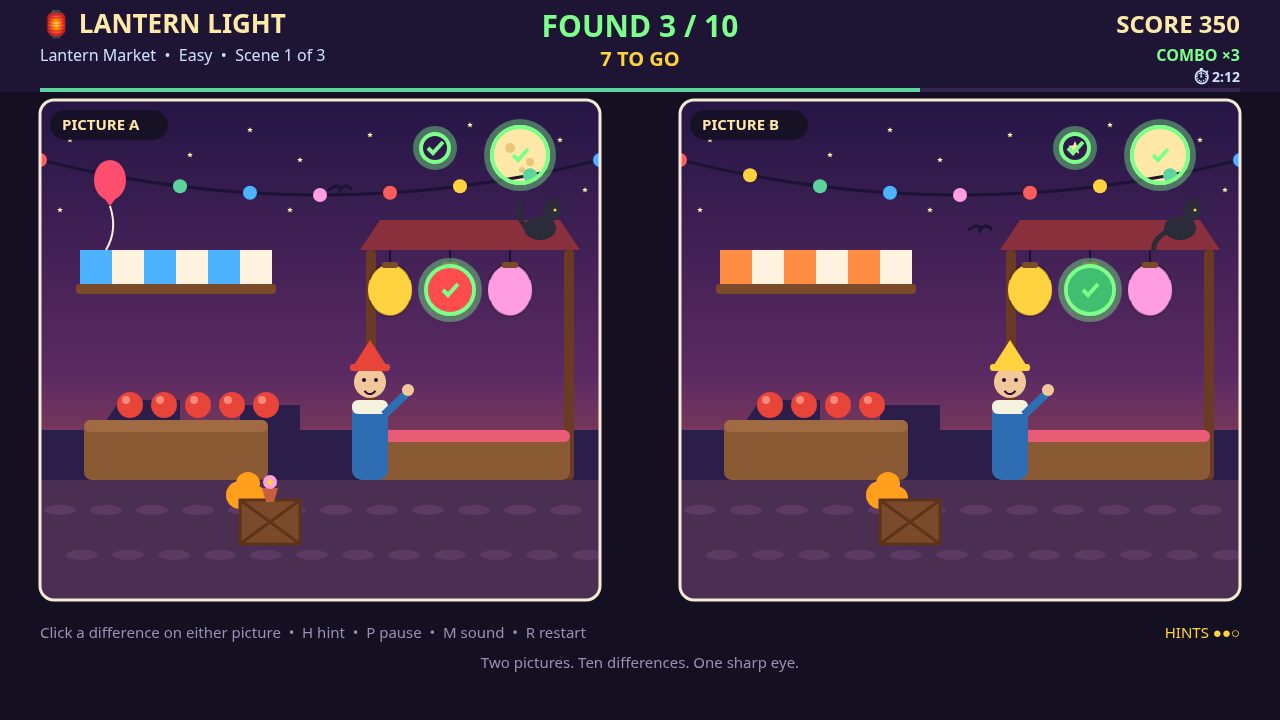 🏮 LANTERN LIGHT
Lantern Market • Easy • Scene 1 of 3
FOUND 3 / 10
7 TO GO
SCORE 350
COMBO ×3
⏱ 2:12
PICTURE A
PICTURE B
Click a difference on either picture • H hint • P pause • M sound • R restart
HINTS ●●○
Two pictures. Ten differences. One sharp eye.